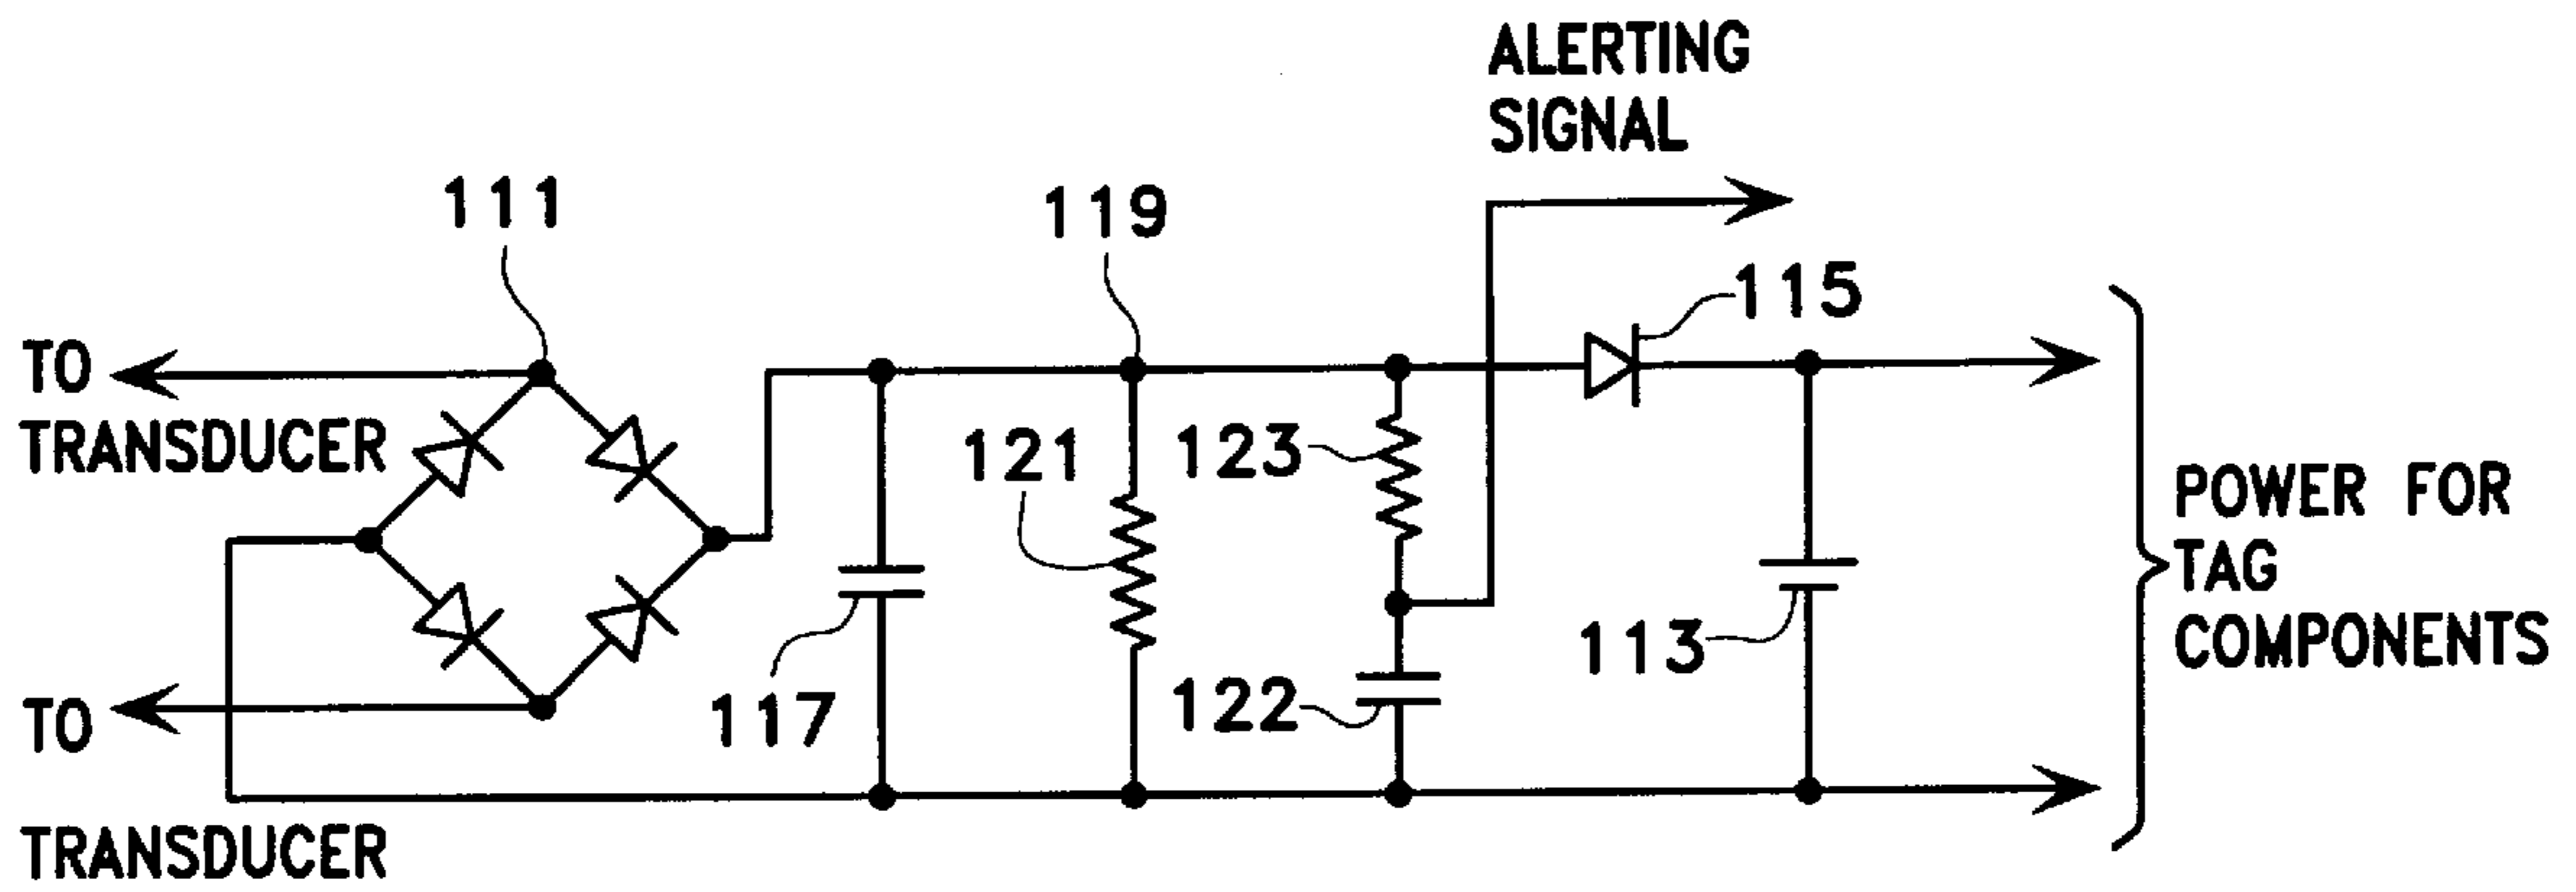 ALERTING
SIGNAL
111
119
115
TO
TRANSDUCER
121
123
POWER FOR
TAG
COMPONENTS
113
117
122
TO
TRANSDUCER